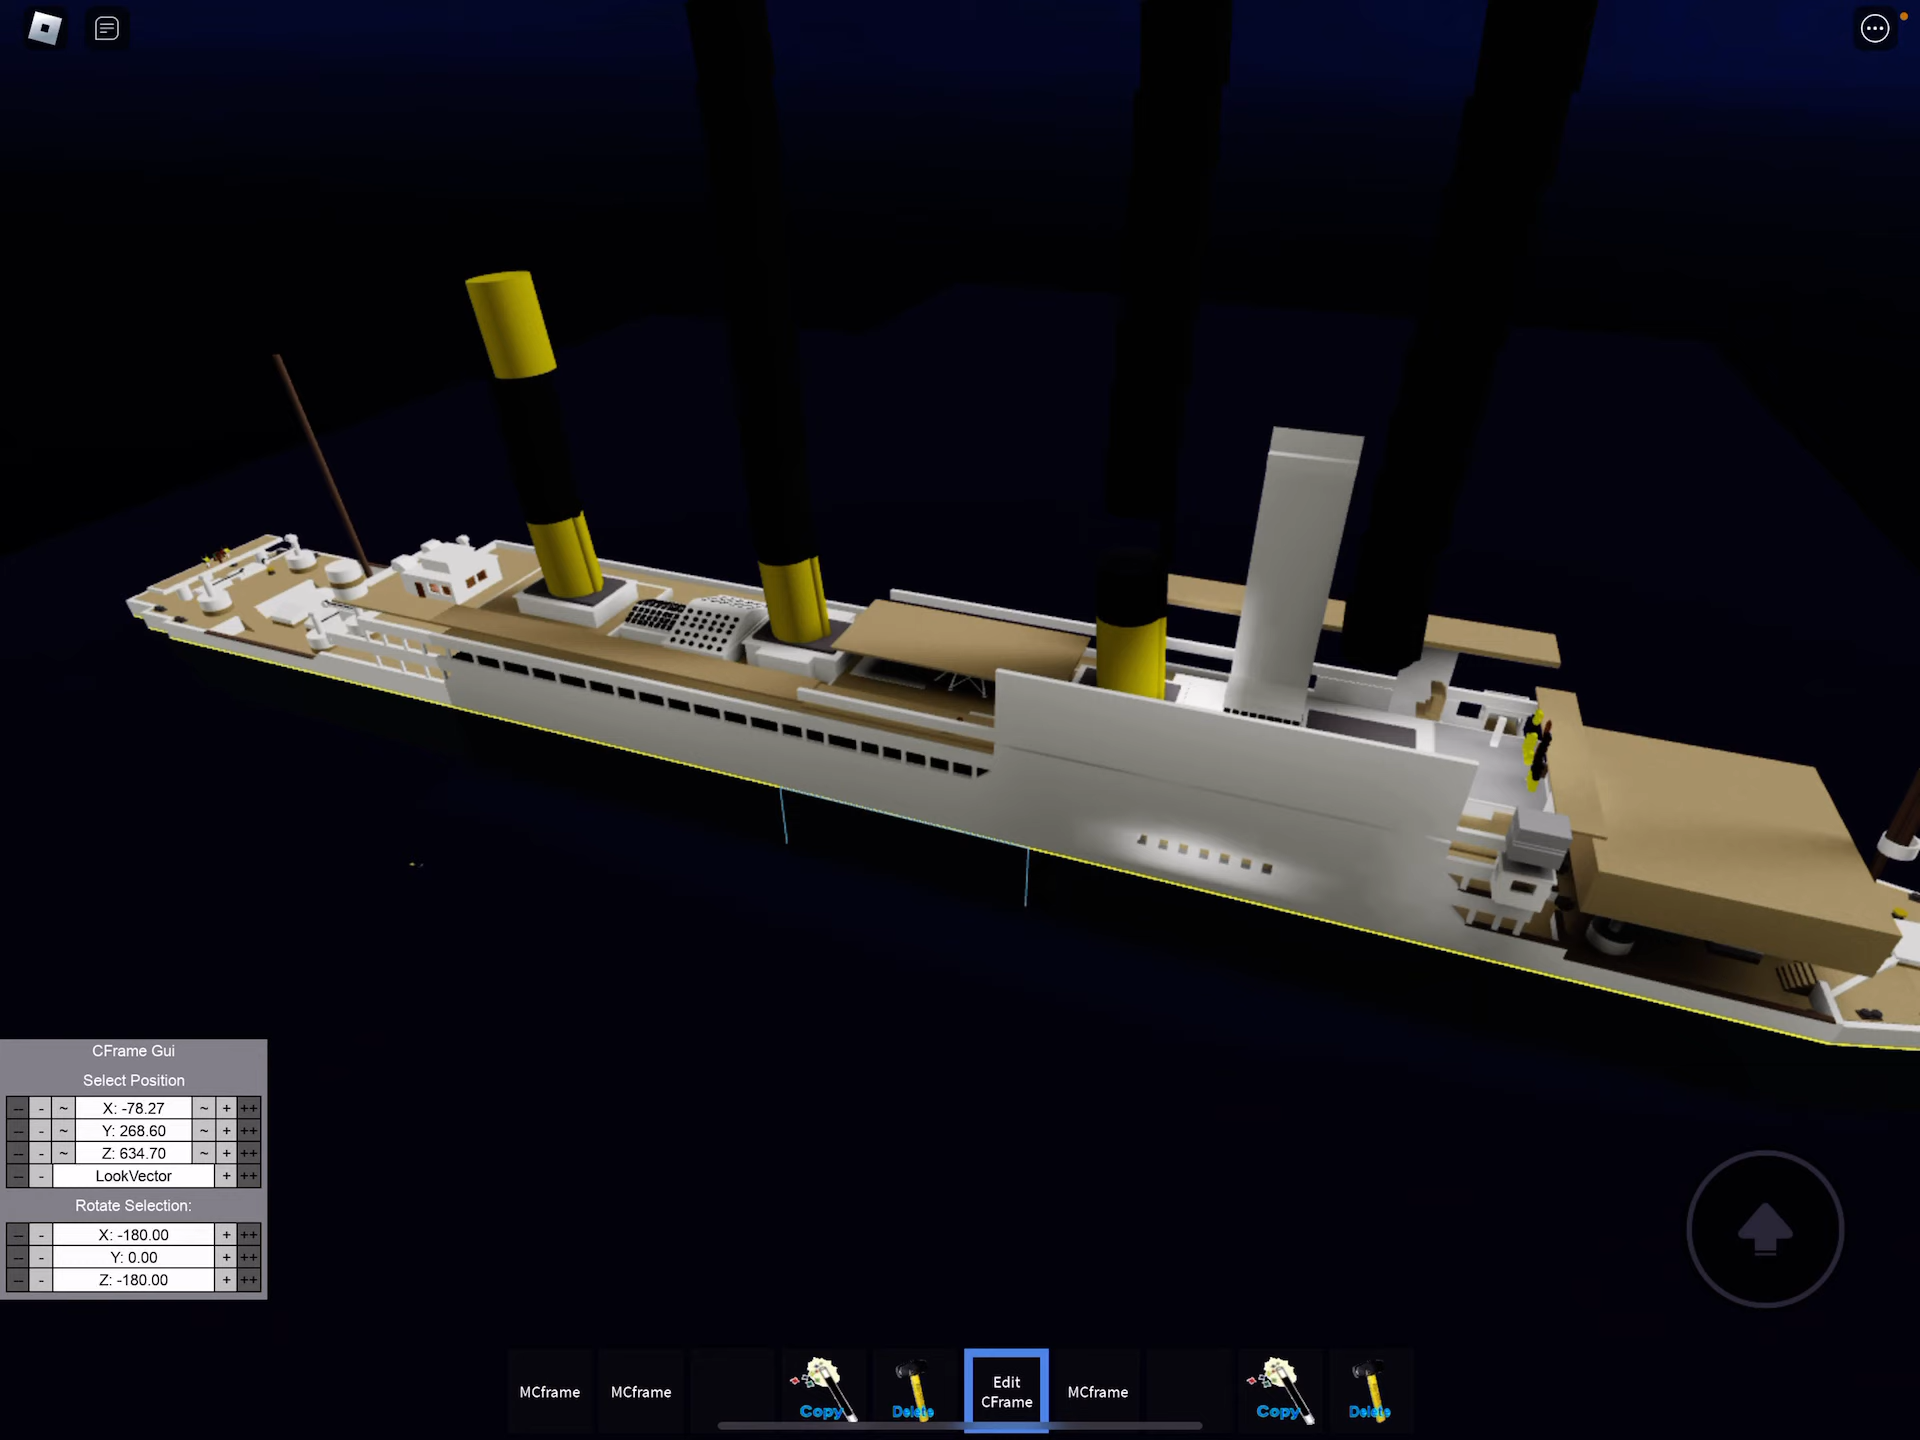 CFrame Gui
Select Position
-- - ~ X: -78.27 ~ + ++
-- - ~ Y: 268.60 ~ + ++
-- - ~ Z: 634.70 ~ + ++
-- - LookVector + ++
Rotate Selection:
-- - X: -180.00 + ++
-- - Y: 0.00 + ++
-- - Z: -180.00 + ++
MCframe
MCframe
Copy
Delete
Edit
CFrame
MCframe
Copy
Delete